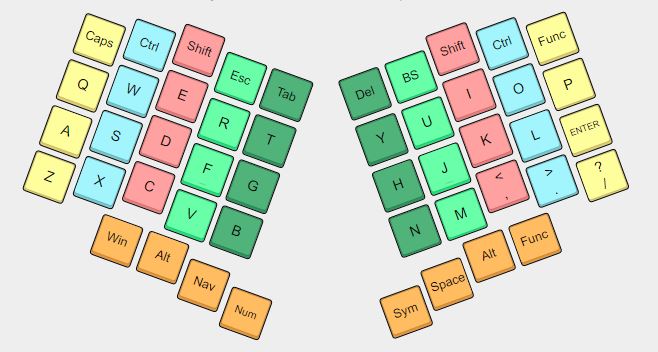 Caps Ctrl Shift Esc Tab
Q W E R T
A S D F G
Z X C V B
Win Alt Nav Num
Del BS Shift Ctrl Func
Y U I O P
H J K L ENTER
N M < , > . ? /
Sym Space Alt Func